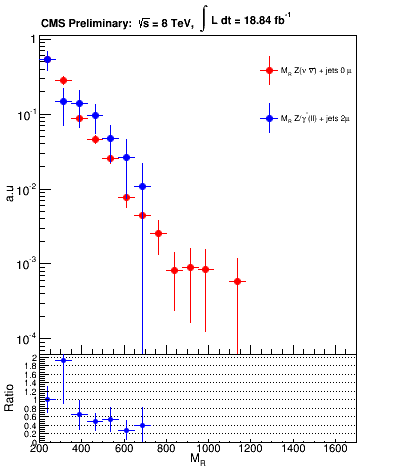 CMS Preliminary: √s = 8 TeV, ∫ L dt = 18.84 fb⁻¹
1
M_R Z(ν ν̄) + jets 0 μ
10⁻¹
M_R Z/γ*(ll) + jets 2μ
a.u
10⁻²
10⁻³
10⁻⁴
Ratio
2
1.8
1.6
1.4
1.2
1
0.8
0.6
0.4
0.2
0
200 400 600 800 1000 1200 1400 1600
M_R